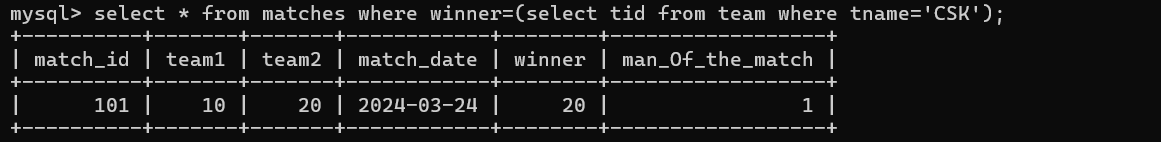 mysql> select * from matches where winner=(select tid from team where tname='CSK');
+----------+-------+-------+------------+--------+------------------+
| match_id | team1 | team2 | match_date | winner | man_Of_the_match |
+----------+-------+-------+------------+--------+------------------+
|      101 |    10 |    20 | 2024-03-24 |     20 |                1 |
+----------+-------+-------+------------+--------+------------------+